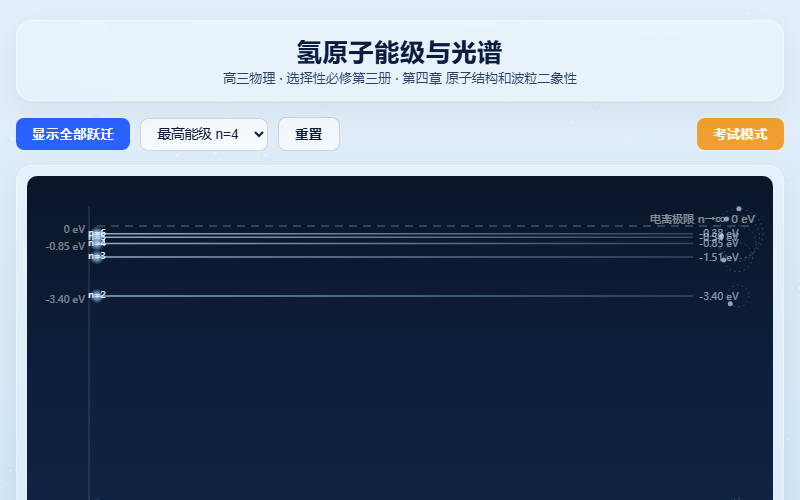 氢原子能级与光谱
高三物理 · 选择性必修第三册 · 第四章 原子结构和波粒二象性
显示全部跃迁
最高能级 n=4
重置
考试模式
电离极限 n→∞ 0 eV
0 eV
n=6
-0.85 eV
n=4
-0.85 eV
n=3
-1.51 eV
-3.40 eV
n=2
-3.40 eV